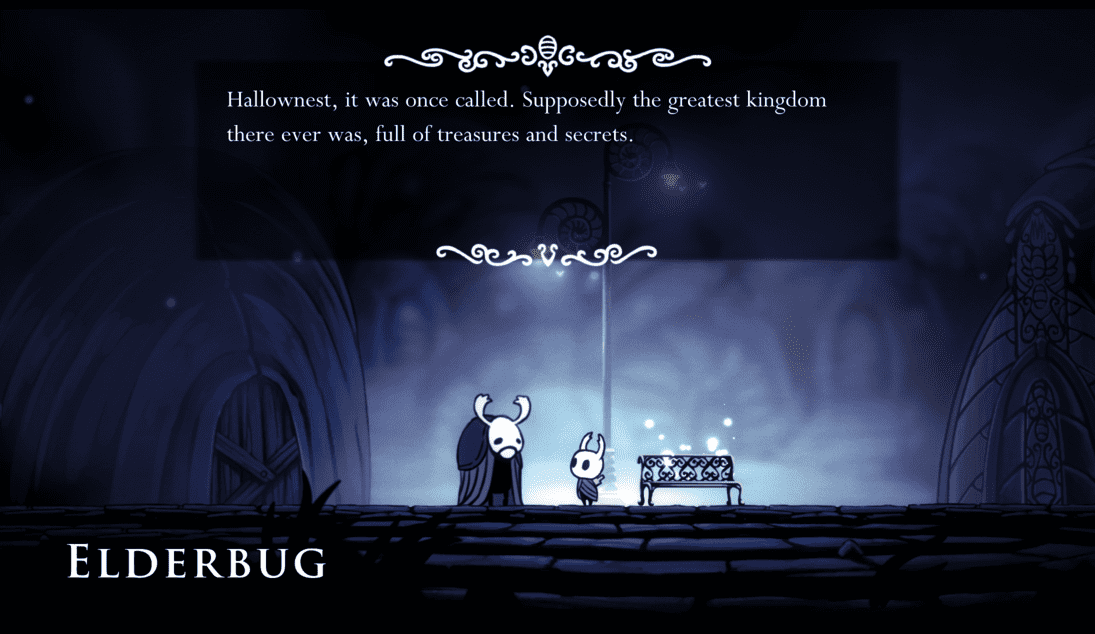 Hallownest, it was once called. Supposedly the greatest kingdom
there ever was, full of treasures and secrets.
ELDERBUG